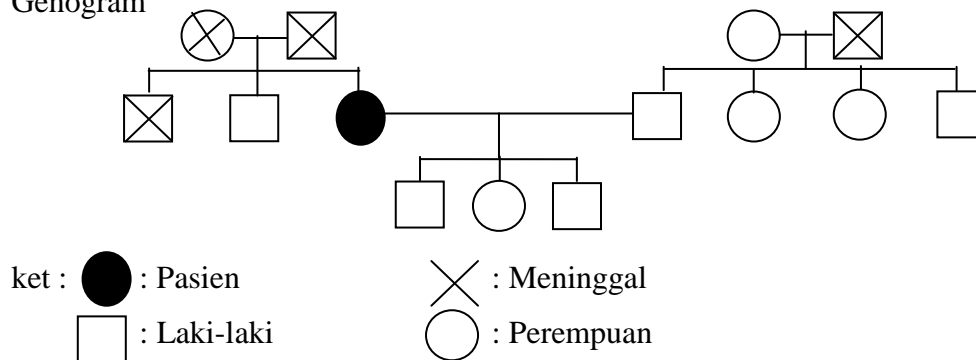 Genogram
ket : : Pasien : Meninggal
: Laki-laki : Perempuan